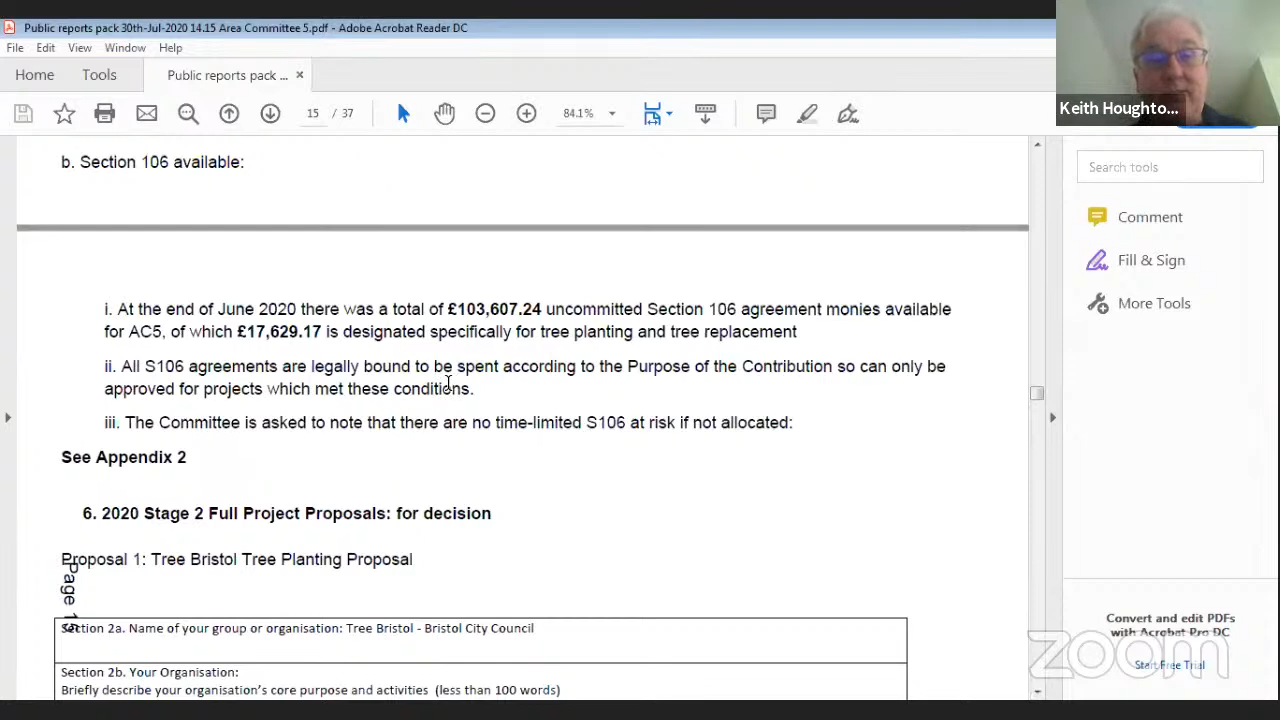 Public reports pack 30th-Jul-2020 14.15 Area Committee 5.pdf - Adobe Acrobat Reader DC
File Edit View Window Help
Home Tools Public reports pack ... ×
15 / 37 84.1%
Keith Houghto...
b. Section 106 available:
i. At the end of June 2020 there was a total of £103,607.24 uncommitted Section 106 agreement monies available
for AC5, of which £17,629.17 is designated specifically for tree planting and tree replacement
ii. All S106 agreements are legally bound to be spent according to the Purpose of the Contribution so can only be
approved for projects which met these conditions.
iii. The Committee is asked to note that there are no time-limited S106 at risk if not allocated:
See Appendix 2
6. 2020 Stage 2 Full Project Proposals: for decision
Proposal 1: Tree Bristol Tree Planting Proposal
Page 15
Section 2a. Name of your group or organisation: Tree Bristol - Bristol City Council
Section 2b. Your Organisation:
Briefly describe your organisation's core purpose and activities (less than 100 words)
Search tools
Comment
Fill & Sign
More Tools
Convert and edit PDFs
with Acrobat Pro DC
Start Free Trial
zoom